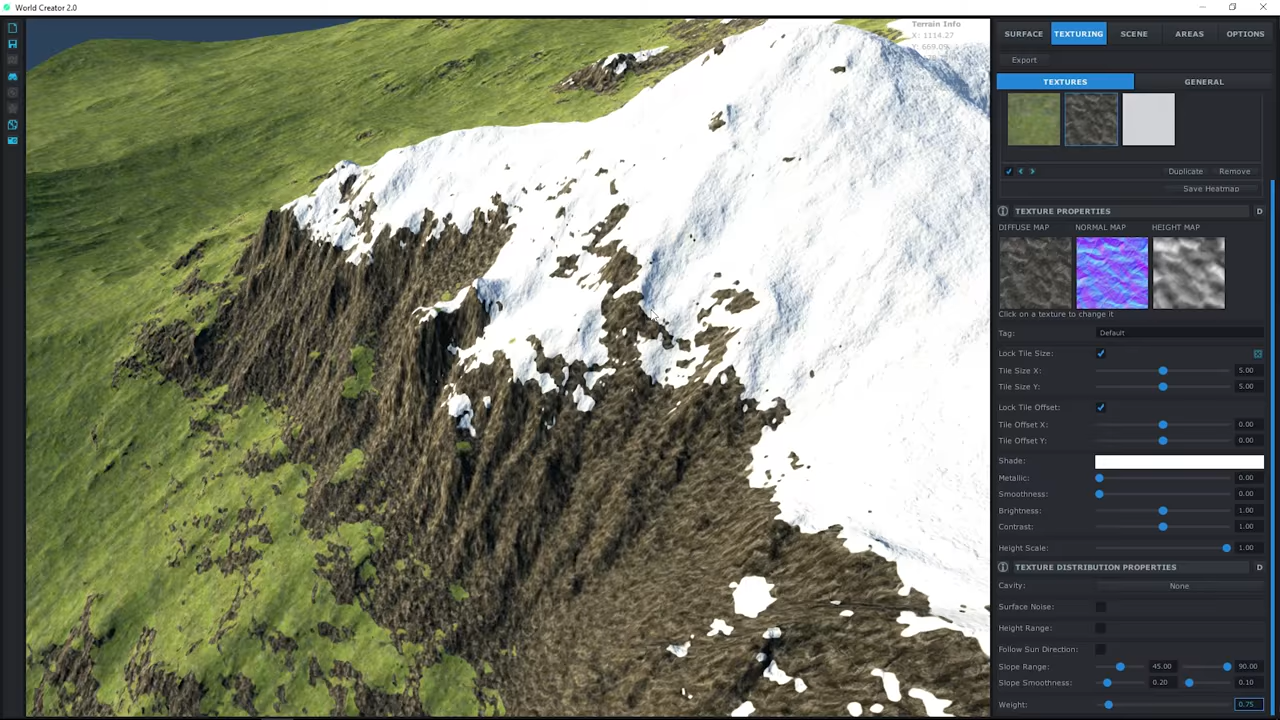 World Creator 2.0
Terrain Info
X: 1114.27
SURFACE TEXTURING SCENE AREAS OPTIONS
Export
TEXTURES GENERAL
Duplicate Remove
Save Heatmap
TEXTURE PROPERTIES D
DIFFUSE MAP NORMAL MAP HEIGHT MAP
Click on a texture to change it
Tag: Default
Lock Tile Size:
Tile Size X: 5.00
Tile Size Y: 5.00
Lock Tile Offset:
Tile Offset X: 0.00
Tile Offset Y: 0.00
Shade:
Metallic: 0.00
Smoothness: 0.00
Brightness: 1.00
Contrast: 1.00
Height Scale: 1.00
TEXTURE DISTRIBUTION PROPERTIES D
Cavity: None
Surface Noise:
Height Range:
Follow Sun Direction:
Slope Range: 45.00 90.00
Slope Smoothness: 0.20 0.10
Weight: 0.75